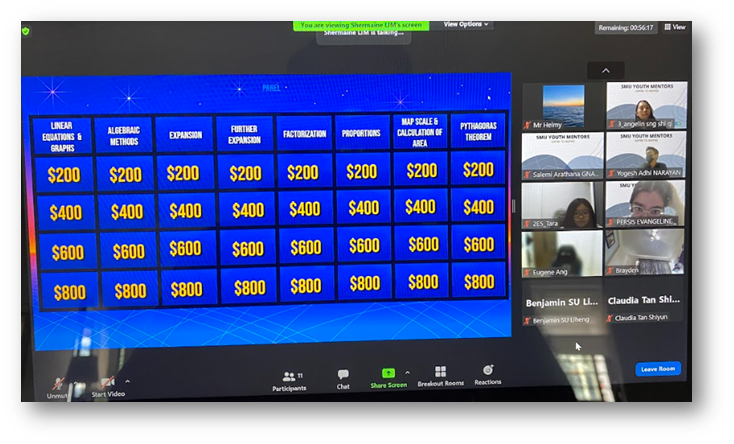 You are viewing Shermaine LIM's screen
View Options
Shermaine LIM is talking...
Remaining: 00:56:17
View
PANEL
LINEAR EQUATIONS & GRAPHS
ALGEBRAIC METHODS
EXPANSION
FURTHER EXPANSION
FACTORIZATION
PROPORTIONS
MAP SCALE & CALCULATION OF AREA
PYTHAGORAS THEOREM
$200 $200 $200 $200 $200 $200 $200 $200
$400 $400 $400 $400 $400 $400 $400 $400
$600 $600 $600 $600 $600 $600 $600 $600
$800 $800 $800 $800 $800 $800 $800 $800
Mr Helmy
SMU YOUTH MENTORS
3_angelin sng shi q
SMU YOUTH MENTORS
Salemi Arathana GNA...
SMU YOUTH MENTORS
Yogesh Adhi NARAYAN
2E5_Tara
SMU Y
PERSIS EVANGELINE
Eugene Ang
Brayden
Benjamin SU Li...
Benjamin SU LIheng
Claudia Tan Shi...
Claudia Tan Shiyun
Unmut
Start Video
11
Participants
Chat
Share Screen
Breakout Rooms
Reactions
Leave Room